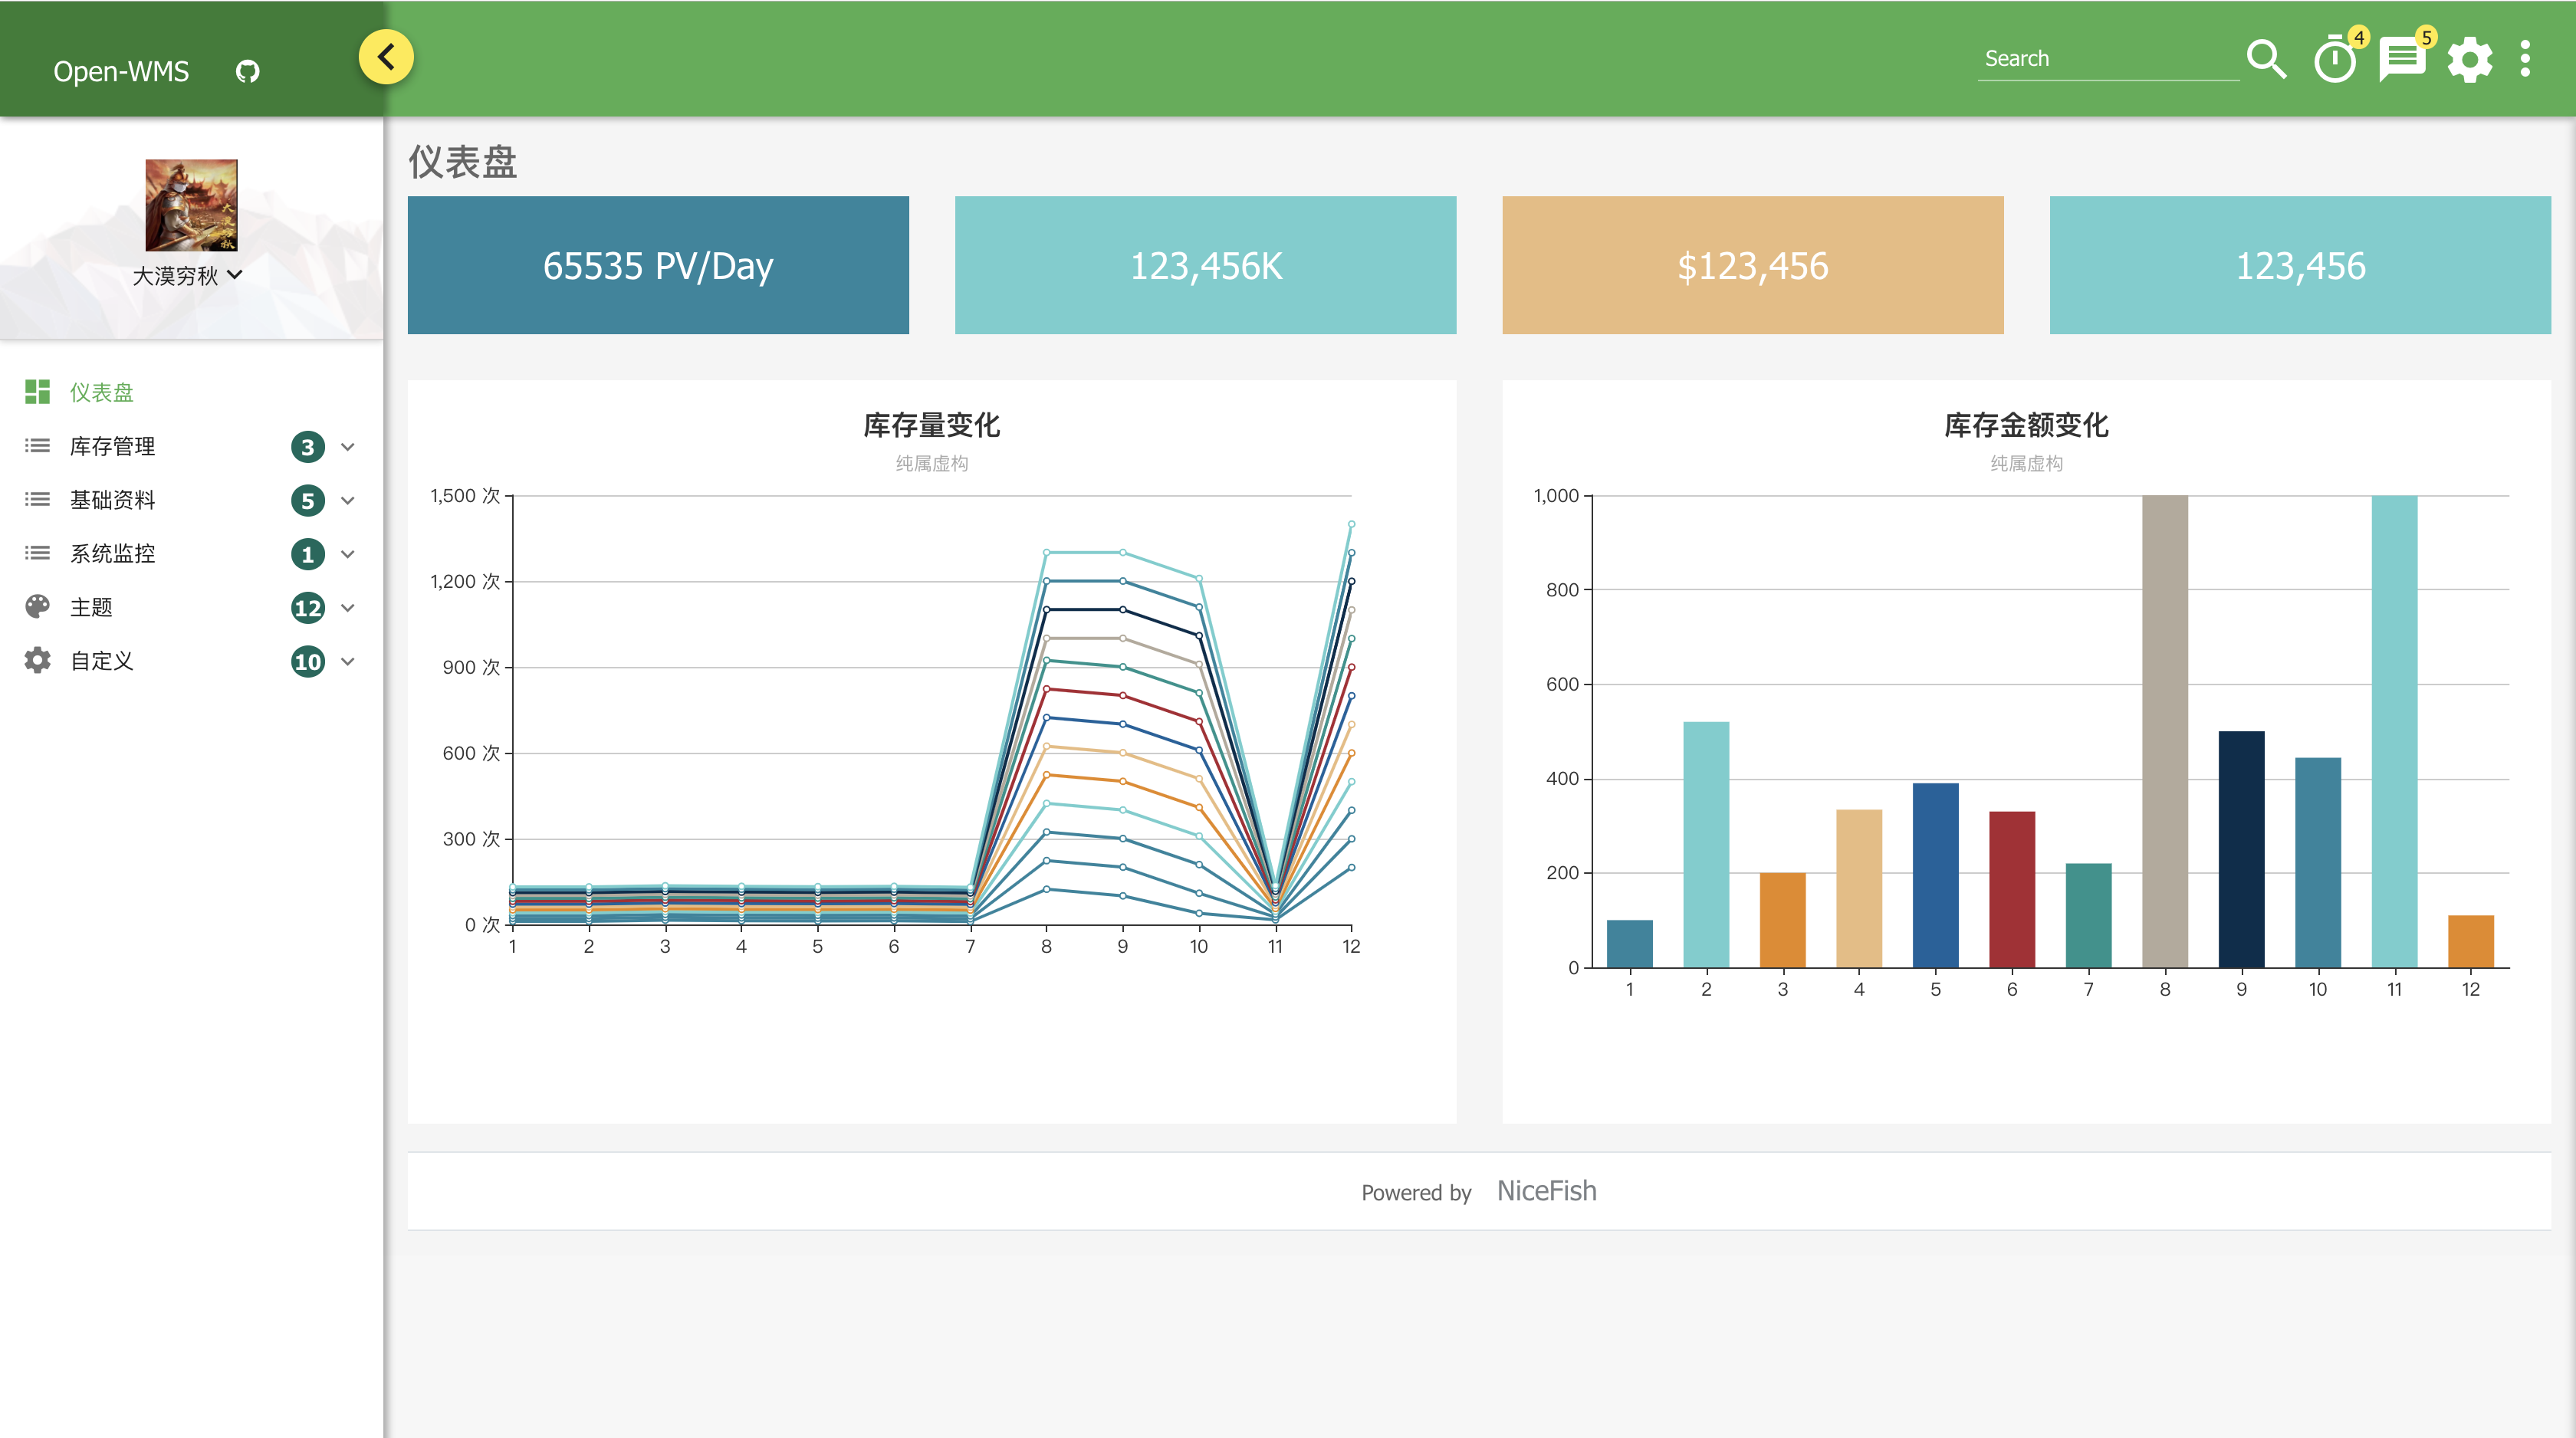 Open-WMS
Search
4
5
大漠穷秋
仪表盘
库存管理 3
基础资料 5
系统监控 1
主题 12
自定义 10
仪表盘
65535 PV/Day
123,456K
$123,456
123,456
库存量变化
纯属虚构
1,500 次
1,200 次
900 次
600 次
300 次
0 次
1 2 3 4 5 6 7 8 9 10 11 12
库存金额变化
纯属虚构
1,000
800
600
400
200
0
1 2 3 4 5 6 7 8 9 10 11 12
Powered by NiceFish